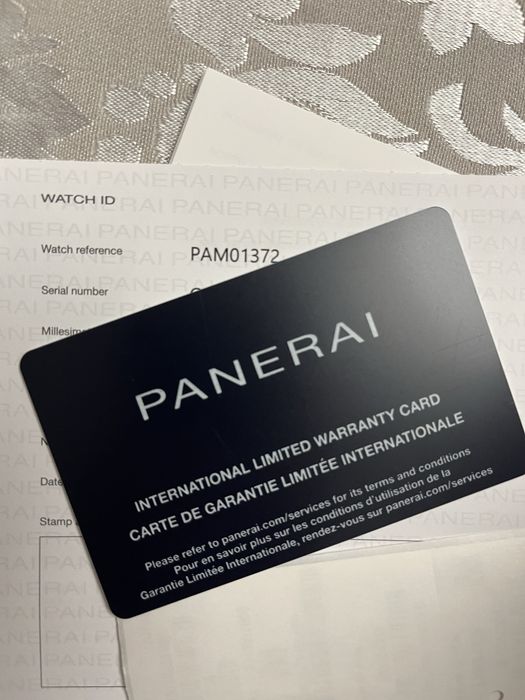 WATCH ID
Watch reference PAM01372
Serial number
PANERAI
INTERNATIONAL LIMITED WARRANTY CARD
CARTE DE GARANTIE LIMITÉE INTERNATIONALE
Please refer to panerai.com/services for its terms and conditions
Pour en savoir plus sur les conditions d'utilisation de la
Garantie Limitée Internationale, rendez-vous sur panerai.com/services
Date
Stamp